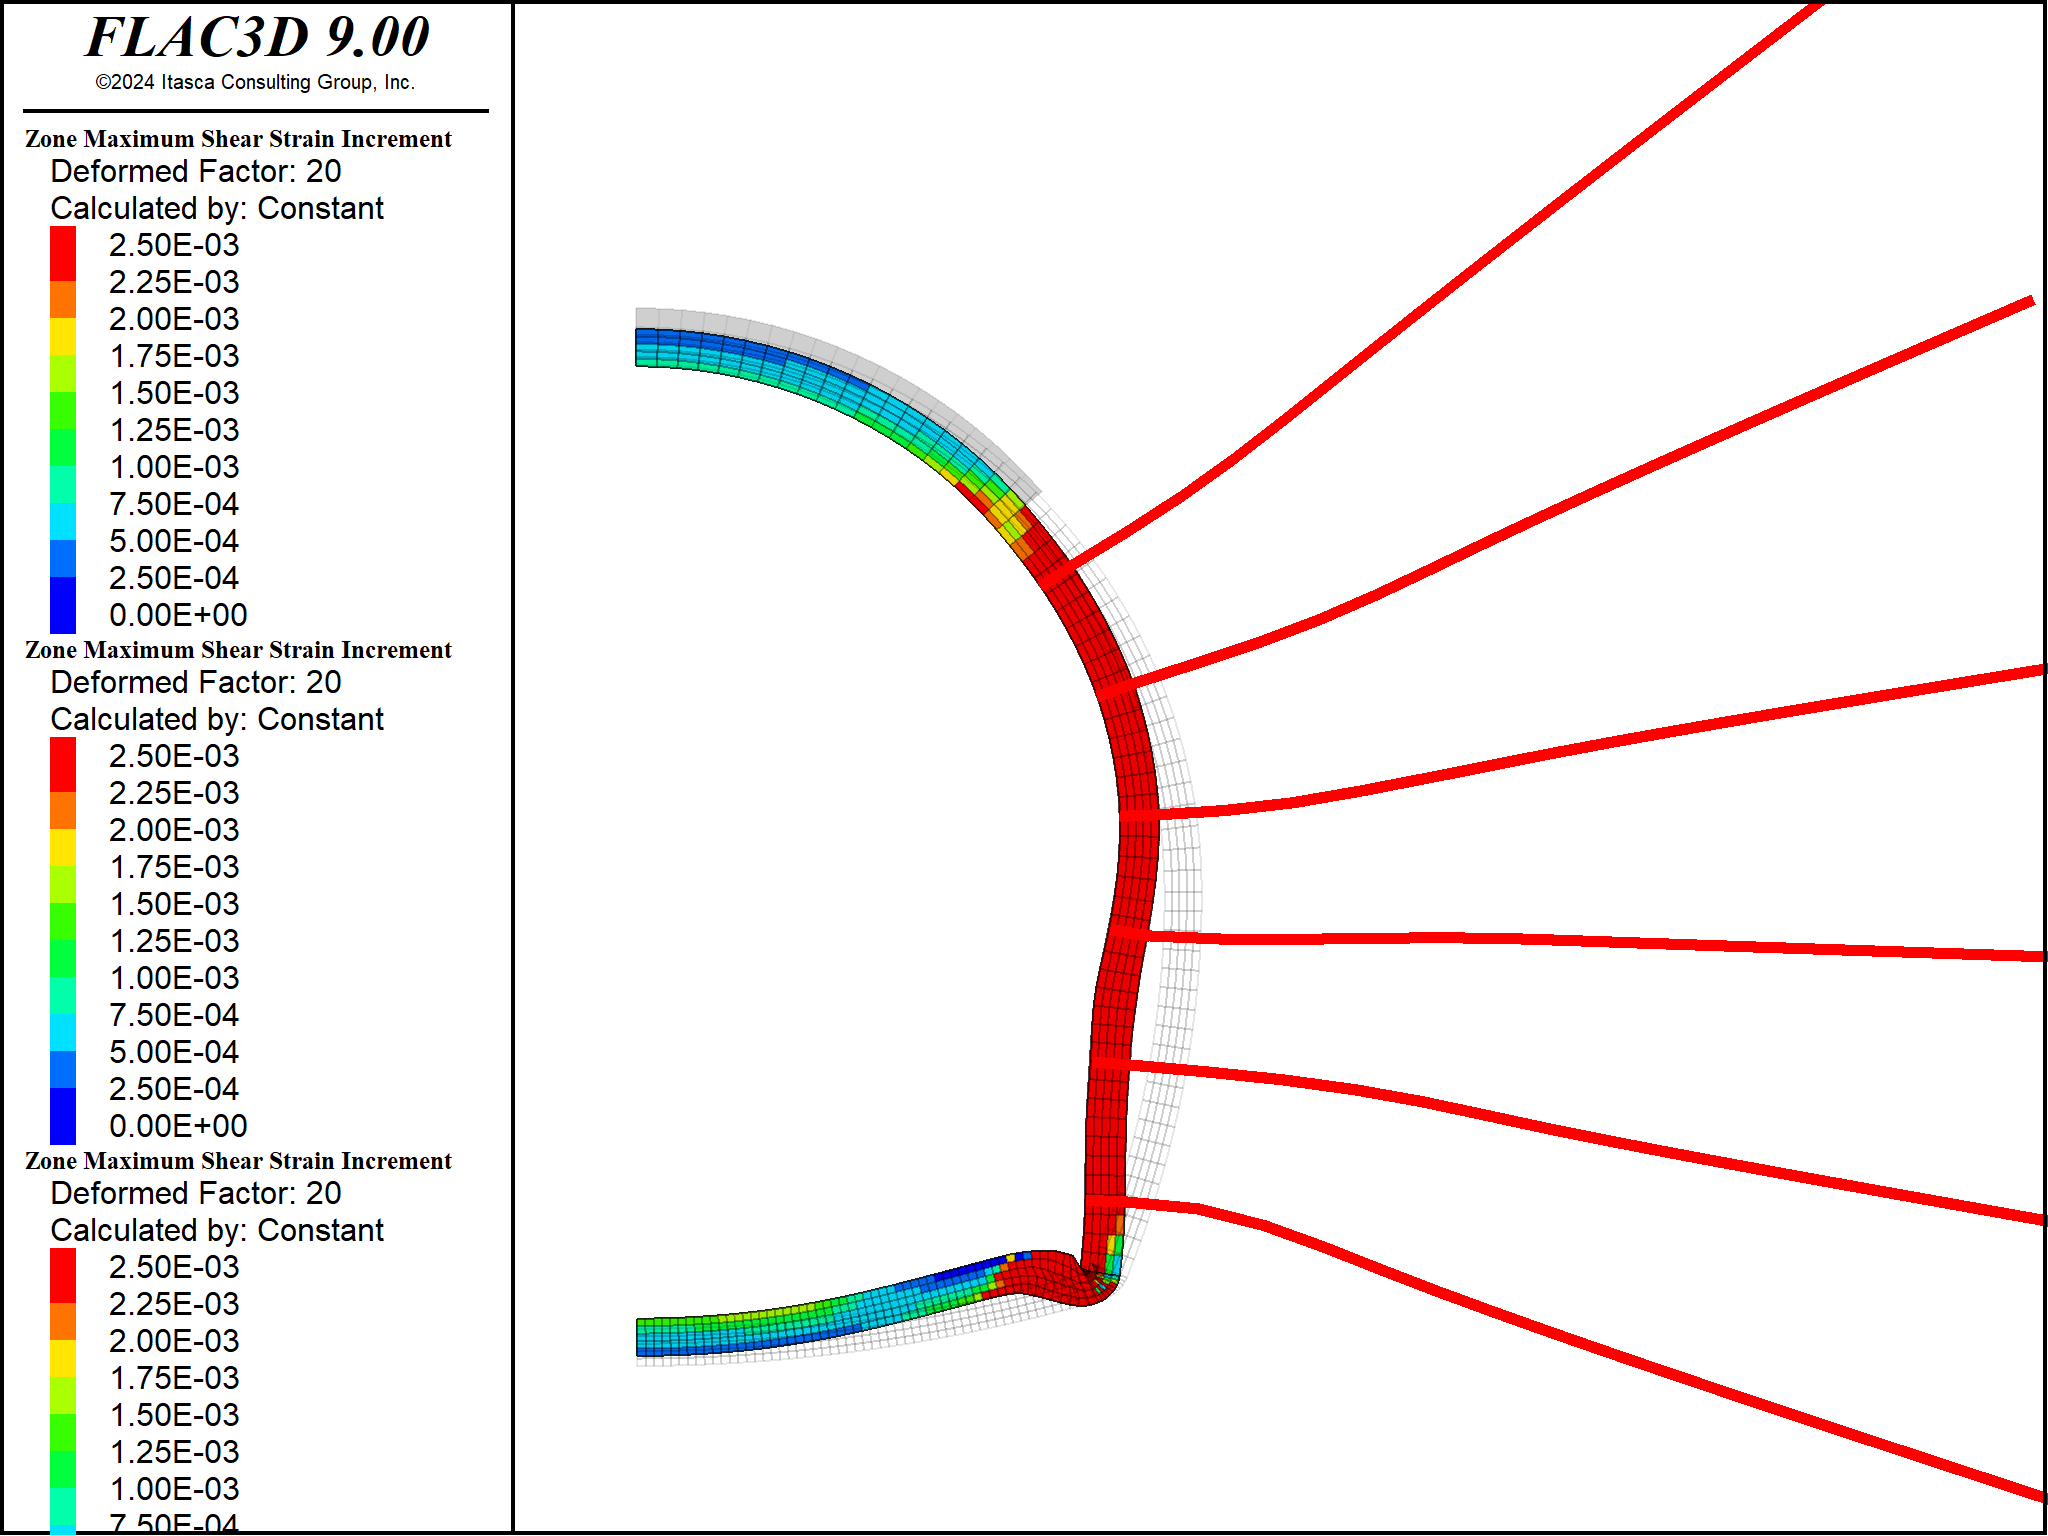 FLAC3D 9.00
©2024 Itasca Consulting Group, Inc.
Zone Maximum Shear Strain Increment
Deformed Factor: 20
Calculated by: Constant
2.50E-03
2.25E-03
2.00E-03
1.75E-03
1.50E-03
1.25E-03
1.00E-03
7.50E-04
5.00E-04
2.50E-04
0.00E+00
Zone Maximum Shear Strain Increment
Deformed Factor: 20
Calculated by: Constant
2.50E-03
2.25E-03
2.00E-03
1.75E-03
1.50E-03
1.25E-03
1.00E-03
7.50E-04
5.00E-04
2.50E-04
0.00E+00
Zone Maximum Shear Strain Increment
Deformed Factor: 20
Calculated by: Constant
2.50E-03
2.25E-03
2.00E-03
1.75E-03
1.50E-03
1.25E-03
1.00E-03
7.50E-04